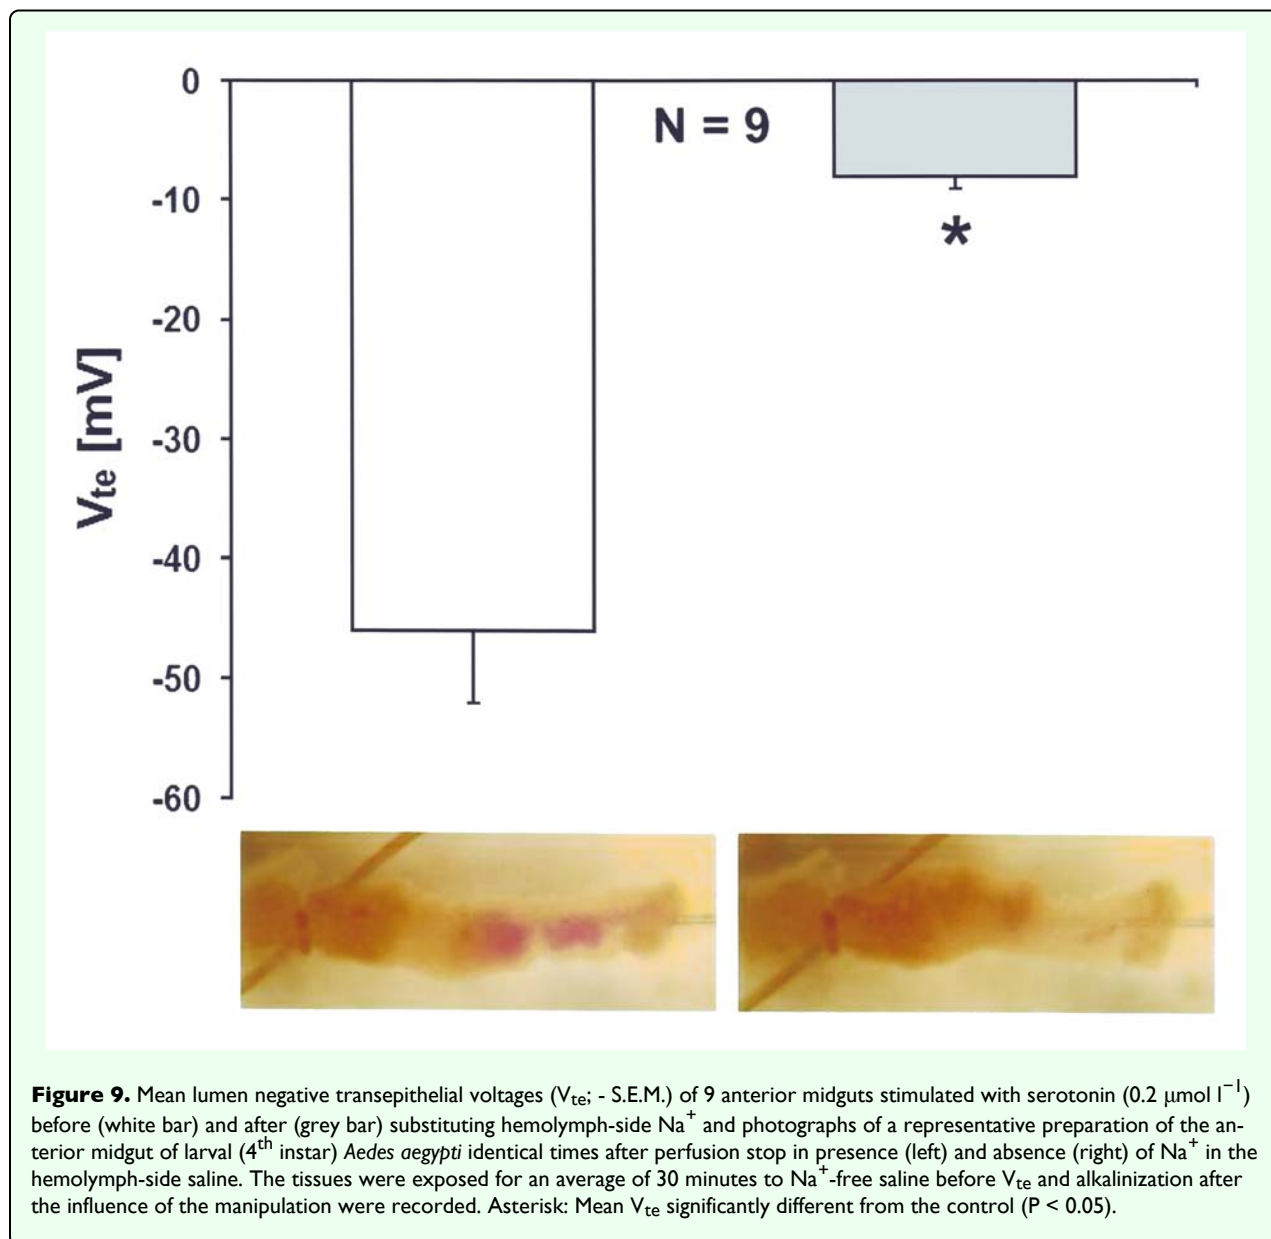 0
N = 9
-10
*
-20
-30
-40
-50
-60
Vte [mV]
Figure 9. Mean lumen negative transepithelial voltages (Vte; - S.E.M.) of 9 anterior midguts stimulated with serotonin (0.2 µmol l⁻¹)
before (white bar) and after (grey bar) substituting hemolymph-side Na⁺ and photographs of a representative preparation of the an-
terior midgut of larval (4th instar) Aedes aegypti identical times after perfusion stop in presence (left) and absence (right) of Na⁺ in the
hemolymph-side saline. The tissues were exposed for an average of 30 minutes to Na⁺-free saline before Vte and alkalinization after
the influence of the manipulation were recorded. Asterisk: Mean Vte significantly different from the control (P < 0.05).